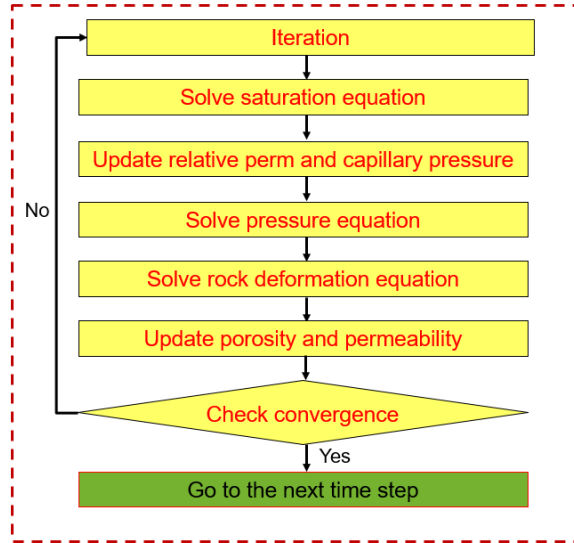 Iteration
Solve saturation equation
Update relative perm and capillary pressure
No
Solve pressure equation
Solve rock deformation equation
Update porosity and permeability
Check convergence
Yes
Go to the next time step